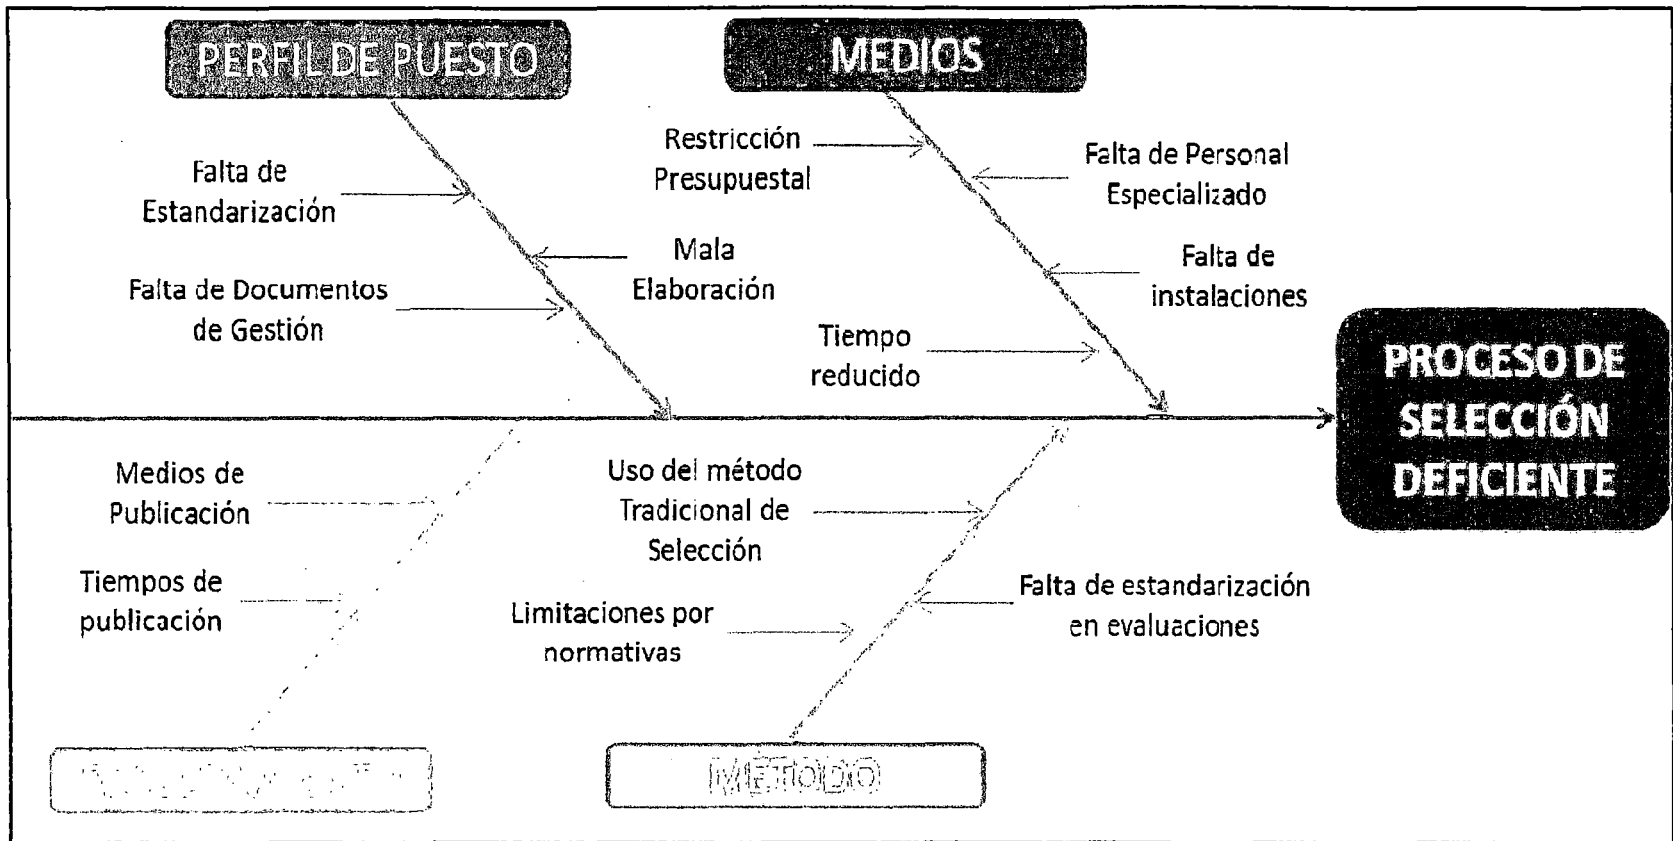 PERFIL DE PUESTO
MEDIOS
Falta de
Estandarización
Mala
Elaboración
Falta de Documentos
de Gestión
Restricción
Presupuestal
Falta de Personal
Especializado
Falta de
instalaciones
Tiempo
reducido
PROCESO DE
SELECCIÓN
DEFICIENTE
Medios de
Publicación
Tiempos de
publicación
Uso del método
Tradicional de
Selección
Limitaciones por
normativas
Falta de estandarización
en evaluaciones
MÉTODO